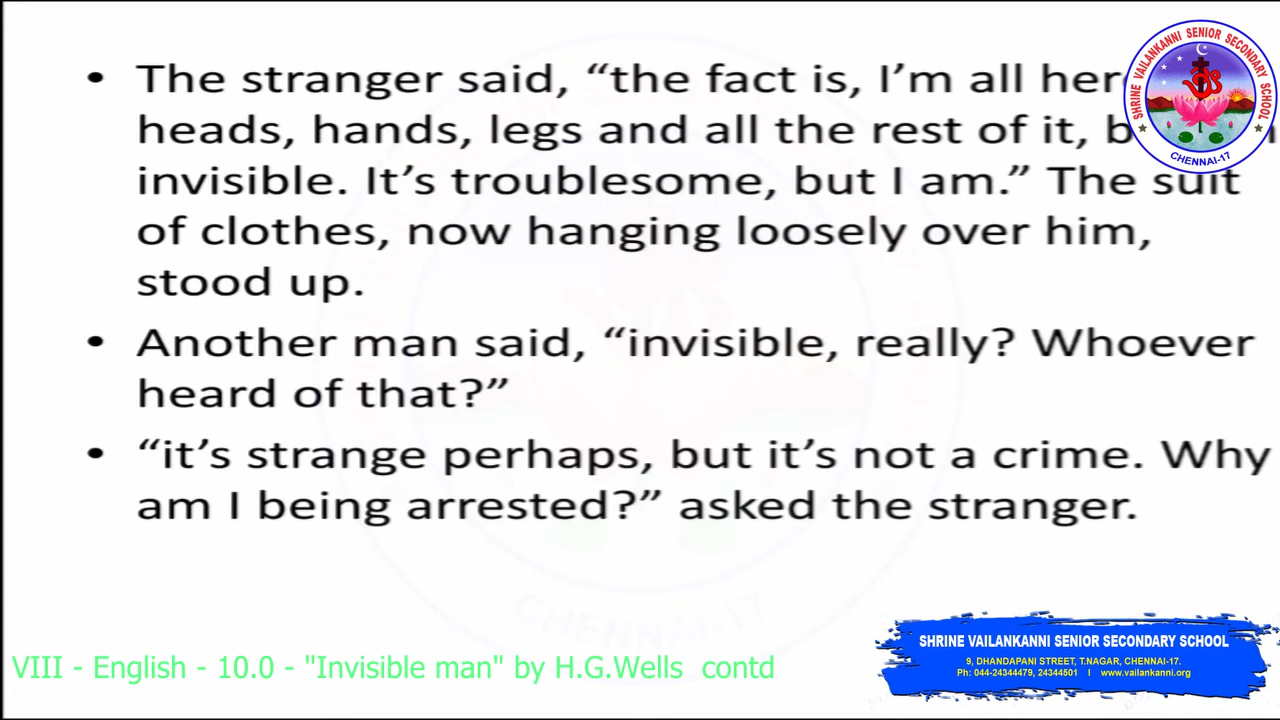 • The stranger said, “the fact is, I’m all her
heads, hands, legs and all the rest of it, b
invisible. It’s troublesome, but I am.” The suit
of clothes, now hanging loosely over him,
stood up.
• Another man said, “invisible, really? Whoever
heard of that?”
• “it’s strange perhaps, but it’s not a crime. Why
am I being arrested?” asked the stranger.
SHRINE VAILANKANNI SENIOR SECONDARY SCHOOL
CHENNAI-17
CHENNAI-17
VIII - English - 10.0 - "Invisible man" by H.G.Wells contd
SHRINE VAILANKANNI SENIOR SECONDARY SCHOOL
9, DHANDAPANI STREET, T.NAGAR, CHENNAI-17.
Ph: 044-24344479, 24344501 I www.vailankanni.org